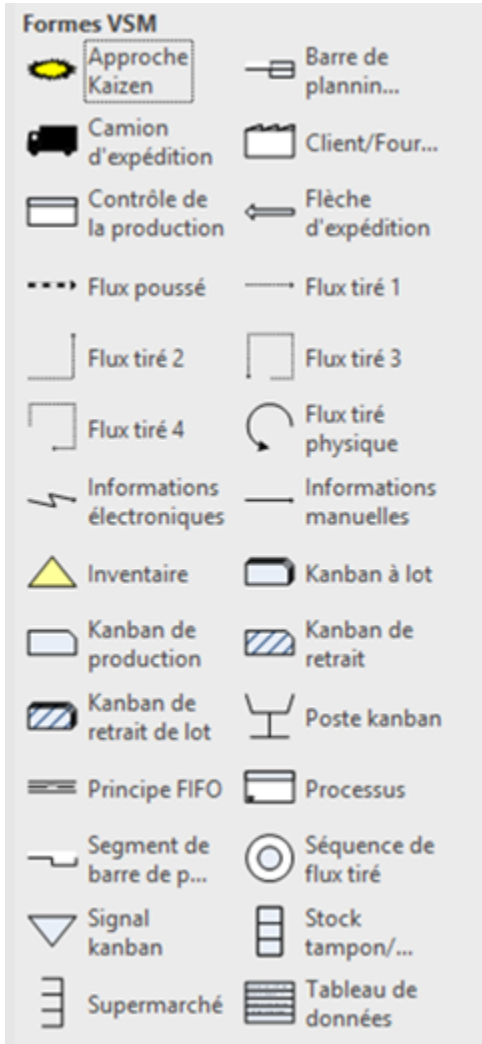 Formes VSM
Approche
Kaizen
Barre de
plannin...
Camion
d'expédition
Client/Four...
Contrôle de
la production
Flèche
d'expédition
Flux poussé
Flux tiré 1
Flux tiré 2
Flux tiré 3
Flux tiré 4
Flux tiré
physique
Informations
électroniques
Informations
manuelles
Inventaire
Kanban à lot
Kanban de
production
Kanban de
retrait
Kanban de
retrait de lot
Poste kanban
Principe FIFO
Processus
Segment de
barre de p...
Séquence de
flux tiré
Signal
kanban
Stock
tampon/...
Supermarché
Tableau de
données